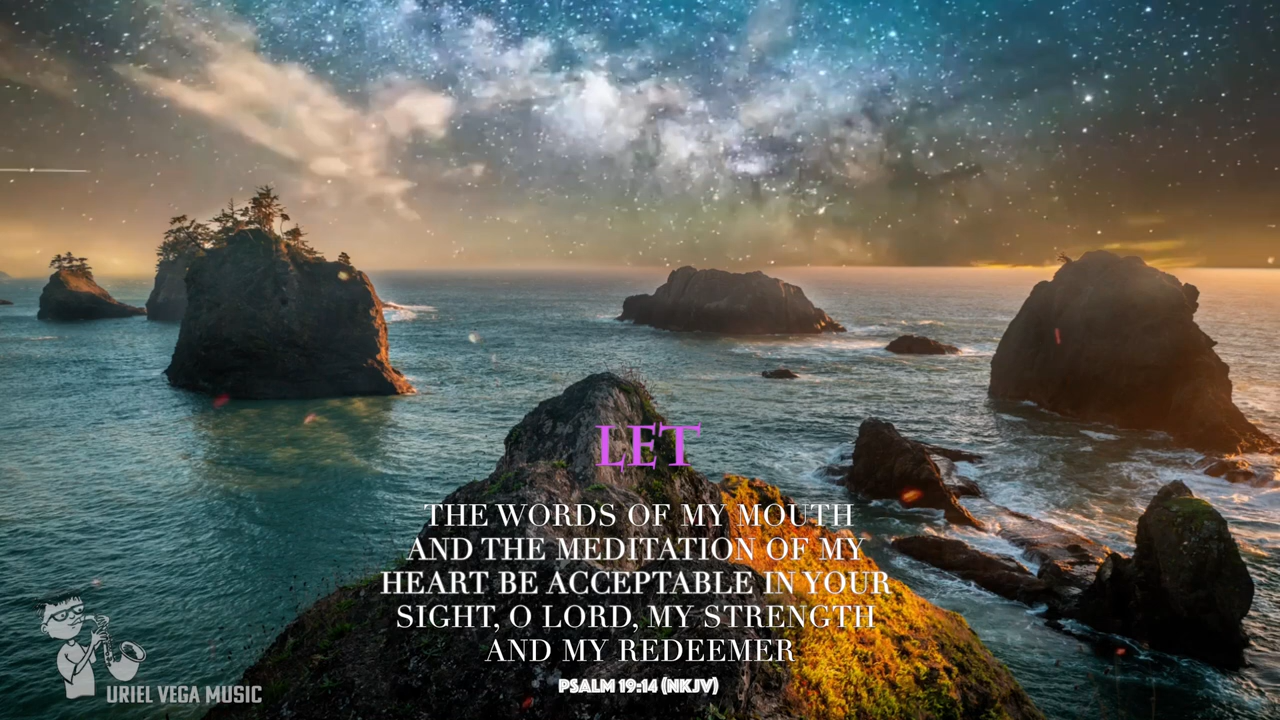 LET
THE WORDS OF MY MOUTH
AND THE MEDITATION OF MY
HEART BE ACCEPTABLE IN YOUR
SIGHT, O LORD, MY STRENGTH
AND MY REDEEMER
PSALM 19:14 (NKJV)
URIEL VEGA MUSIC